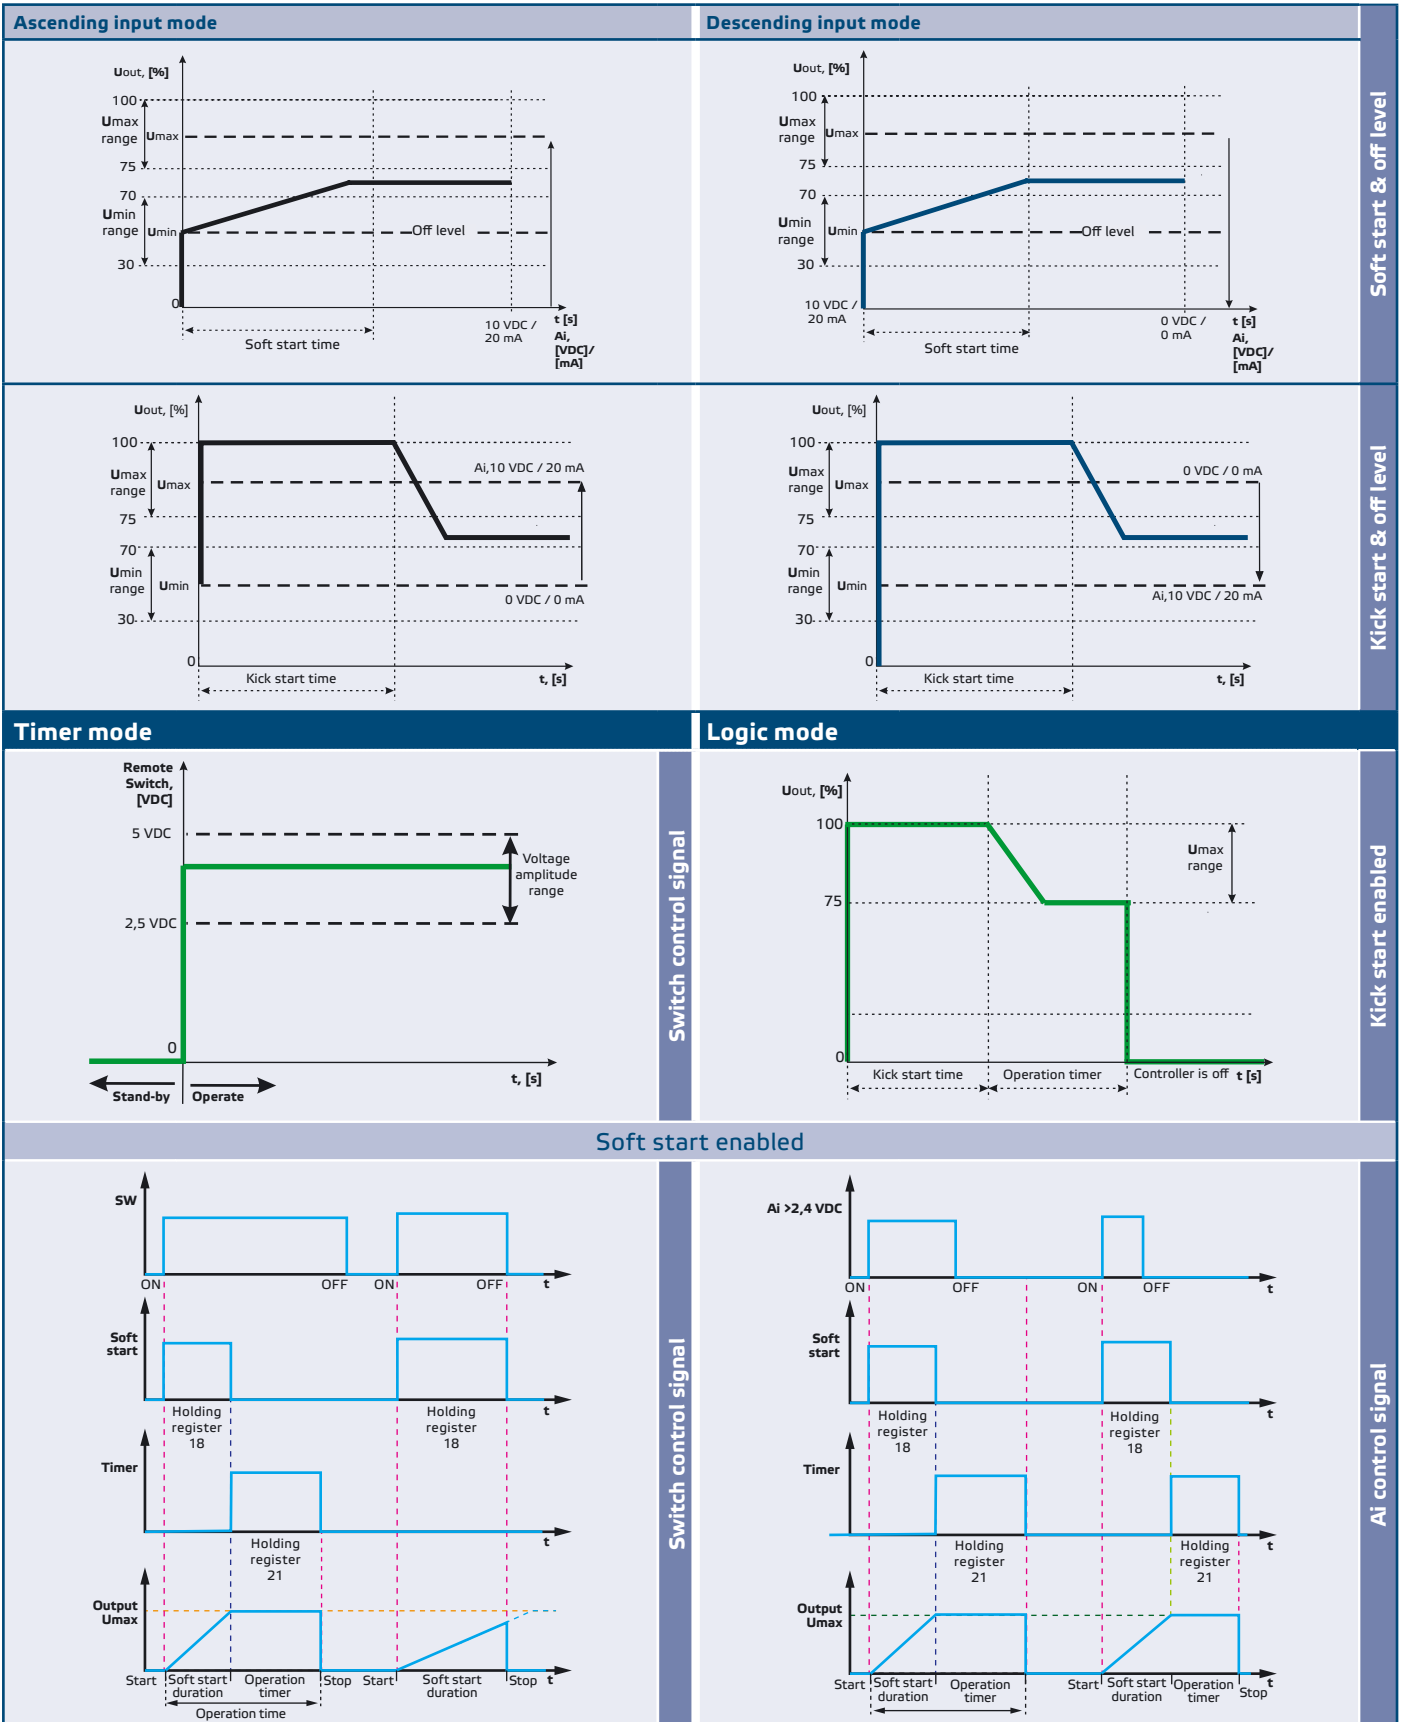 Ascending input mode
Descending input mode
Soft start & off level
Uout, [%]
100
Umax
range
Umax
75
70
Umin
range
Umin
Off level
30
0
10 VDC /
20 mA
t [s]
Ai,
[VDC]/
[mA]
Soft start time
Uout, [%]
100
Umax
range
Umax
75
70
Umin
range
Umin
Off level
30
10 VDC /
20 mA
0 VDC /
0 mA
t [s]
Ai,
[VDC]/
[mA]
Soft start time
Kick start & off level
Uout, [%]
100
Ai,10 VDC / 20 mA
Umax
range
Umax
75
70
Umin
range
Umin
0 VDC / 0 mA
30
0
Kick start time
t, [s]
Uout, [%]
100
0 VDC / 0 mA
Umax
range
Umax
75
70
Umin
range
Umin
Ai,10 VDC / 20 mA
30
0
Kick start time
t, [s]
Timer mode
Logic mode
Remote
Switch,
[VDC]
5 VDC
Voltage
amplitude
range
2,5 VDC
0
t, [s]
Stand-by
Operate
Switch control signal
Uout, [%]
100
Umax
range
75
0
Kick start time
Operation timer
Controller is off
t [s]
Kick start enabled
Soft start enabled
SW
ON
OFF
ON
OFF
t
Soft
start
Holding
register
18
Holding
register
18
t
Timer
Holding
register
21
t
Output
Umax
Start
Soft start
duration
Operation
timer
Stop
Start
Soft start
duration
Stop
t
Operation time
Switch control signal
Ai >2,4 VDC
ON
OFF
ON
OFF
t
Soft
start
Holding
register
18
Holding
register
18
t
Timer
Holding
register
21
Holding
register
21
t
Output
Umax
Start
Soft start
duration
Operation
timer
Start
Soft start
duration
Operation
timer
Stop
t
Ai control signal